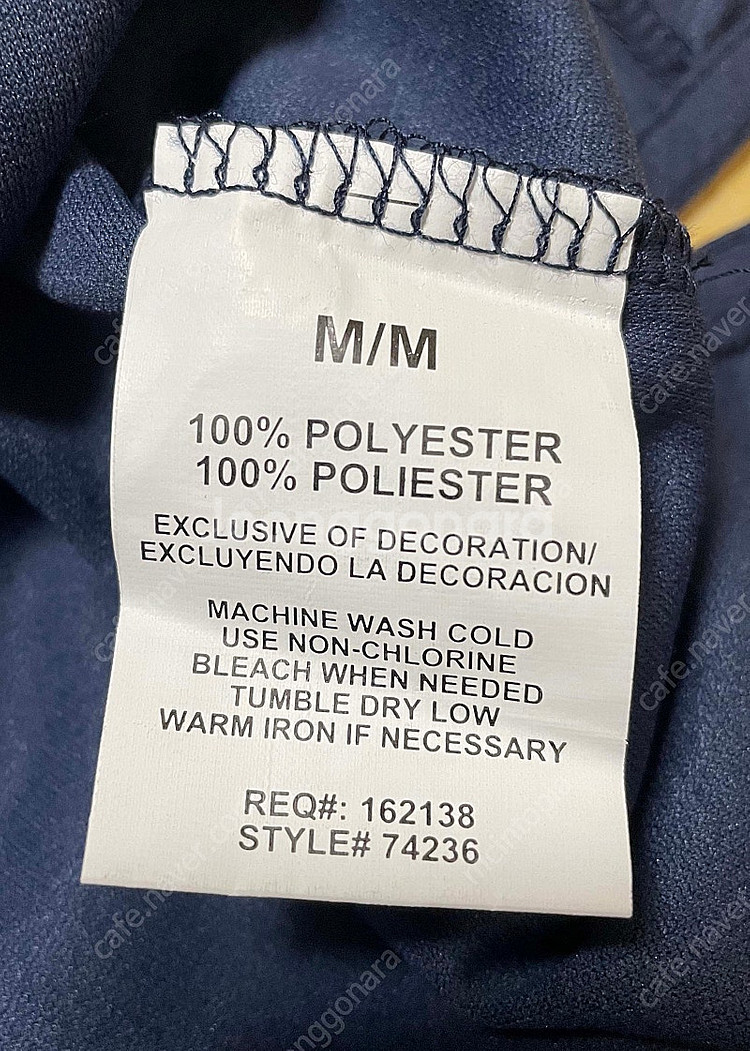 M/M
100% POLYESTER
100% POLIESTER
EXCLUSIVE OF DECORATION/
EXCLUYENDO LA DECORACION
MACHINE WASH COLD
USE NON-CHLORINE
BLEACH WHEN NEEDED
TUMBLE DRY LOW
WARM IRON IF NECESSARY
REQ#: 162138
STYLE# 74236